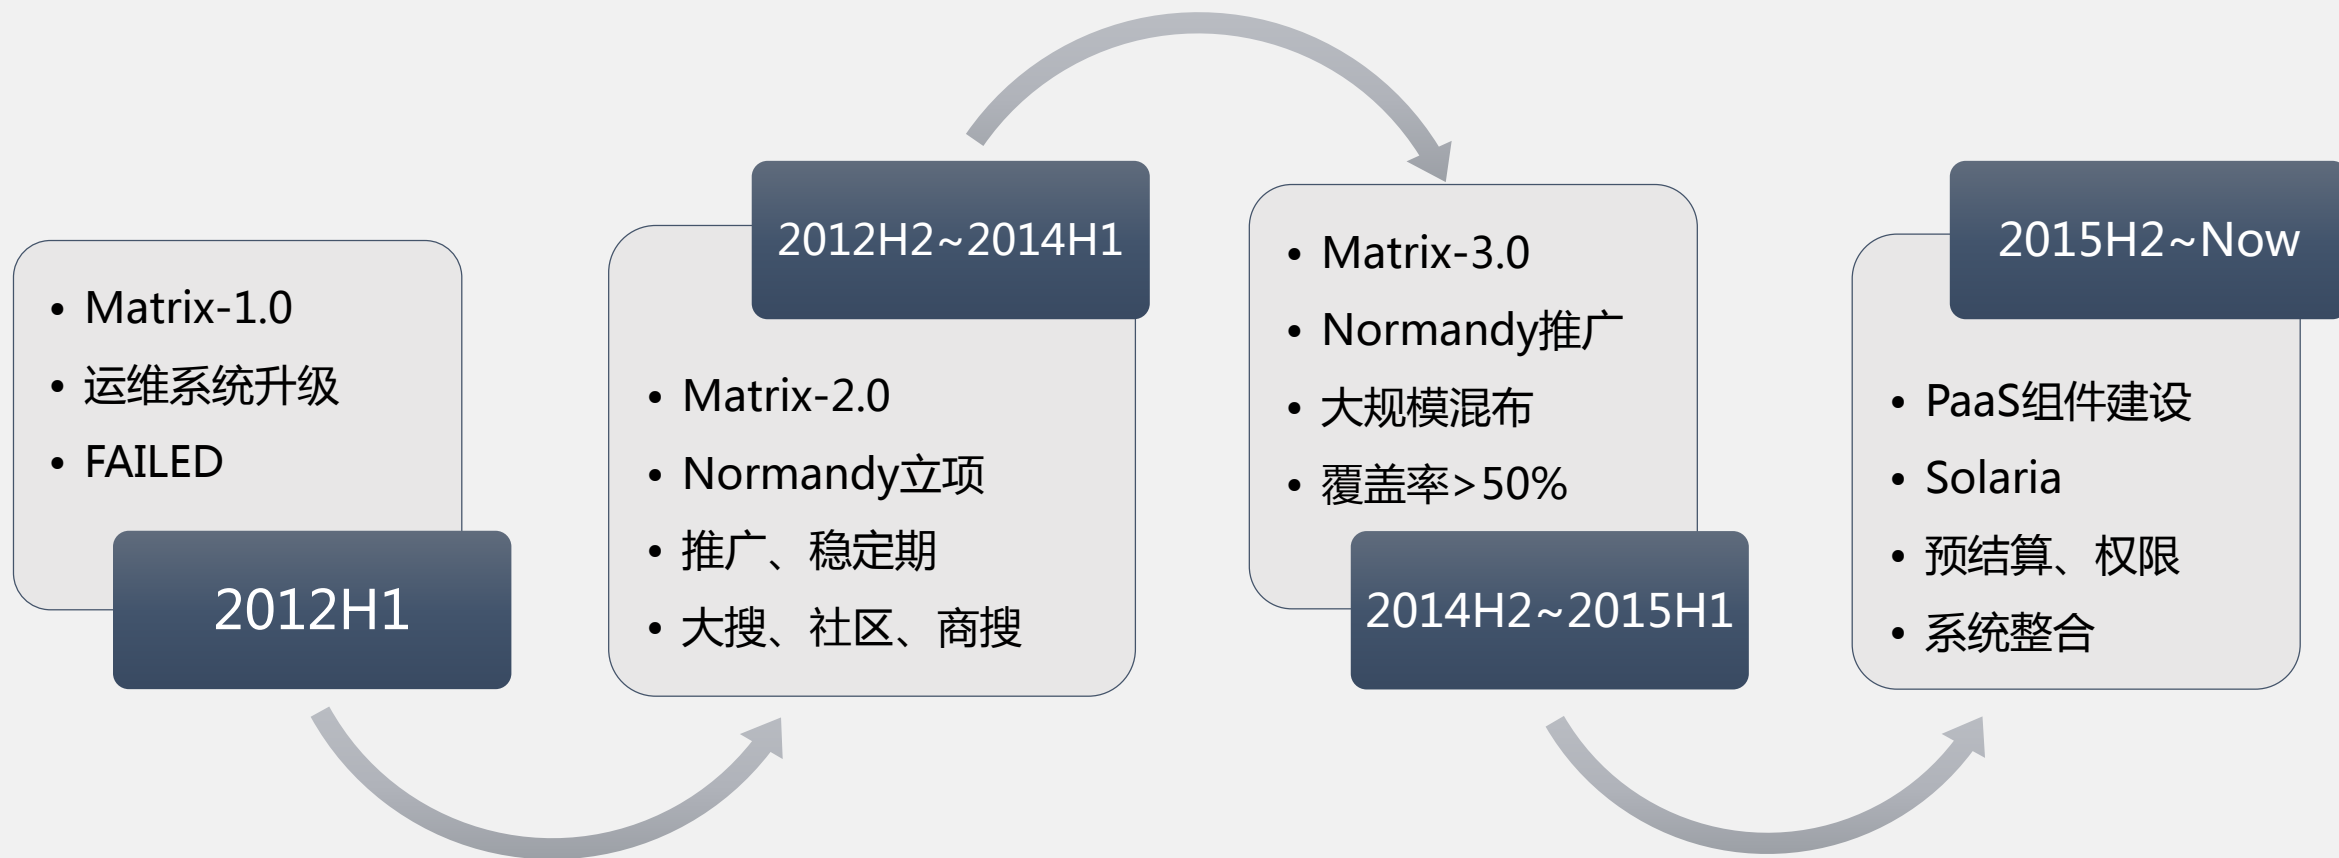 • Matrix-1.0
• 运维系统升级
• FAILED
2012H1
2012H2~2014H1
• Matrix-2.0
• Normandy立项
• 推广、稳定期
• 大搜、社区、商搜
• Matrix-3.0
• Normandy推广
• 大规模混布
• 覆盖率>50%
2014H2~2015H1
2015H2~Now
• PaaS组件建设
• Solaria
• 预结算、权限
• 系统整合